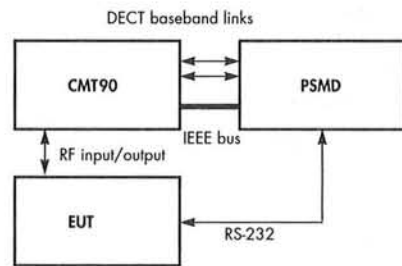 DECT baseband links
CMT90
PSMD
IEEE bus
RF input/output
EUT
RS-232